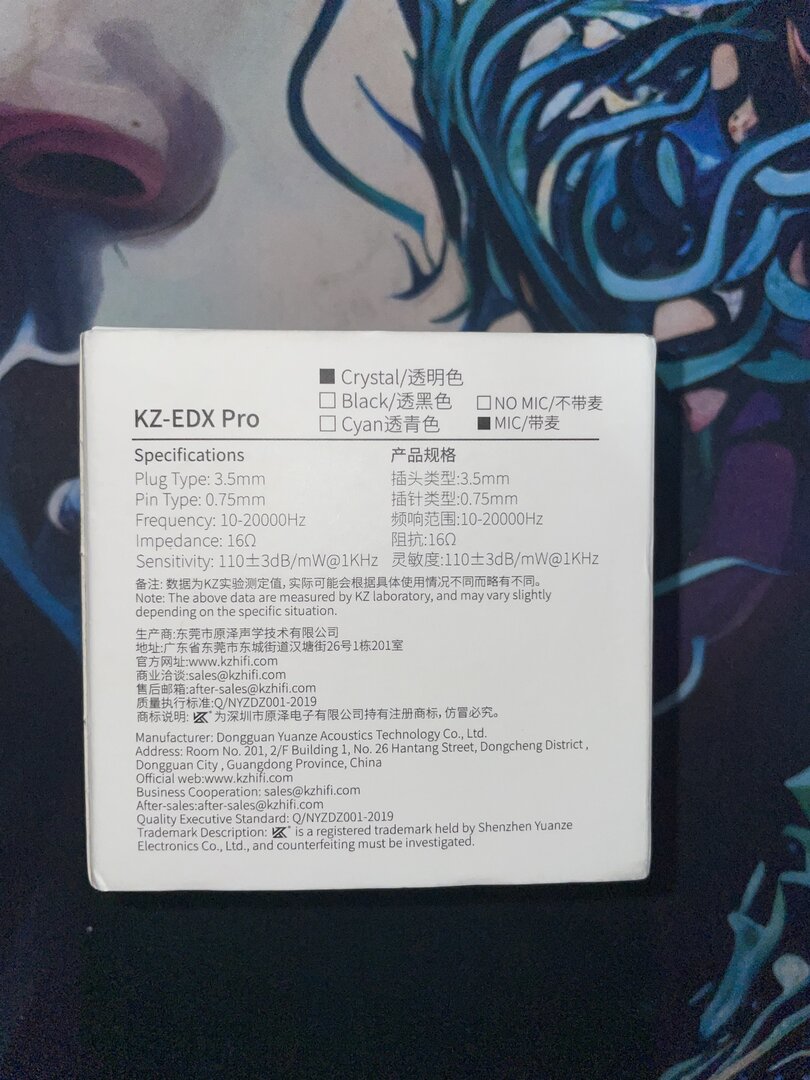 ■ Crystal/透明色
□ Black/透黑色 □ NO MIC/不带麦
KZ-EDX Pro □ Cyan透青色 ■ MIC/带麦
Specifications 产品规格
Plug Type: 3.5mm 插头类型:3.5mm
Pin Type: 0.75mm 插针类型:0.75mm
Frequency: 10-20000Hz 频响范围:10-20000Hz
Impedance: 16Ω 阻抗:16Ω
Sensitivity: 110±3dB/mW@1KHz 灵敏度:110±3dB/mW@1KHz
备注: 数据为KZ实验测定值, 实际可能会根据具体使用情况不同而略有不同。
Note: The above data are measured by KZ laboratory, and may vary slightly
depending on the specific situation.
生产商:东莞市原泽声学技术有限公司
地址:广东省东莞市东城街道汉塘街26号1栋201室
官方网址:www.kzhifi.com
商业洽谈:sales@kzhifi.com
售后邮箱:after-sales@kzhifi.com
质量执行标准:Q/NYZDZ001-2019
商标说明: KZ® 为深圳市原泽电子有限公司持有注册商标, 仿冒必究。
Manufacturer: Dongguan Yuanze Acoustics Technology Co., Ltd.
Address: Room No. 201, 2/F Building 1, No. 26 Hantang Street, Dongcheng District ,
Dongguan City , Guangdong Province, China
Official web:www.kzhifi.com
Business Cooperation: sales@kzhifi.com
After-sales:after-sales@kzhifi.com
Quality Executive Standard: Q/NYZDZ001-2019
Trademark Description: KZ® is a registered trademark held by Shenzhen Yuanze
Electronics Co., Ltd., and counterfeiting must be investigated.